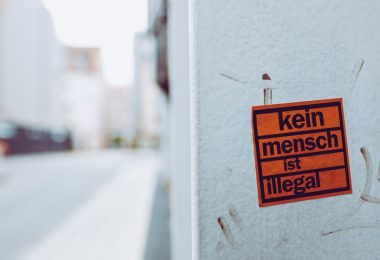 kein
mensch
ist
illegal